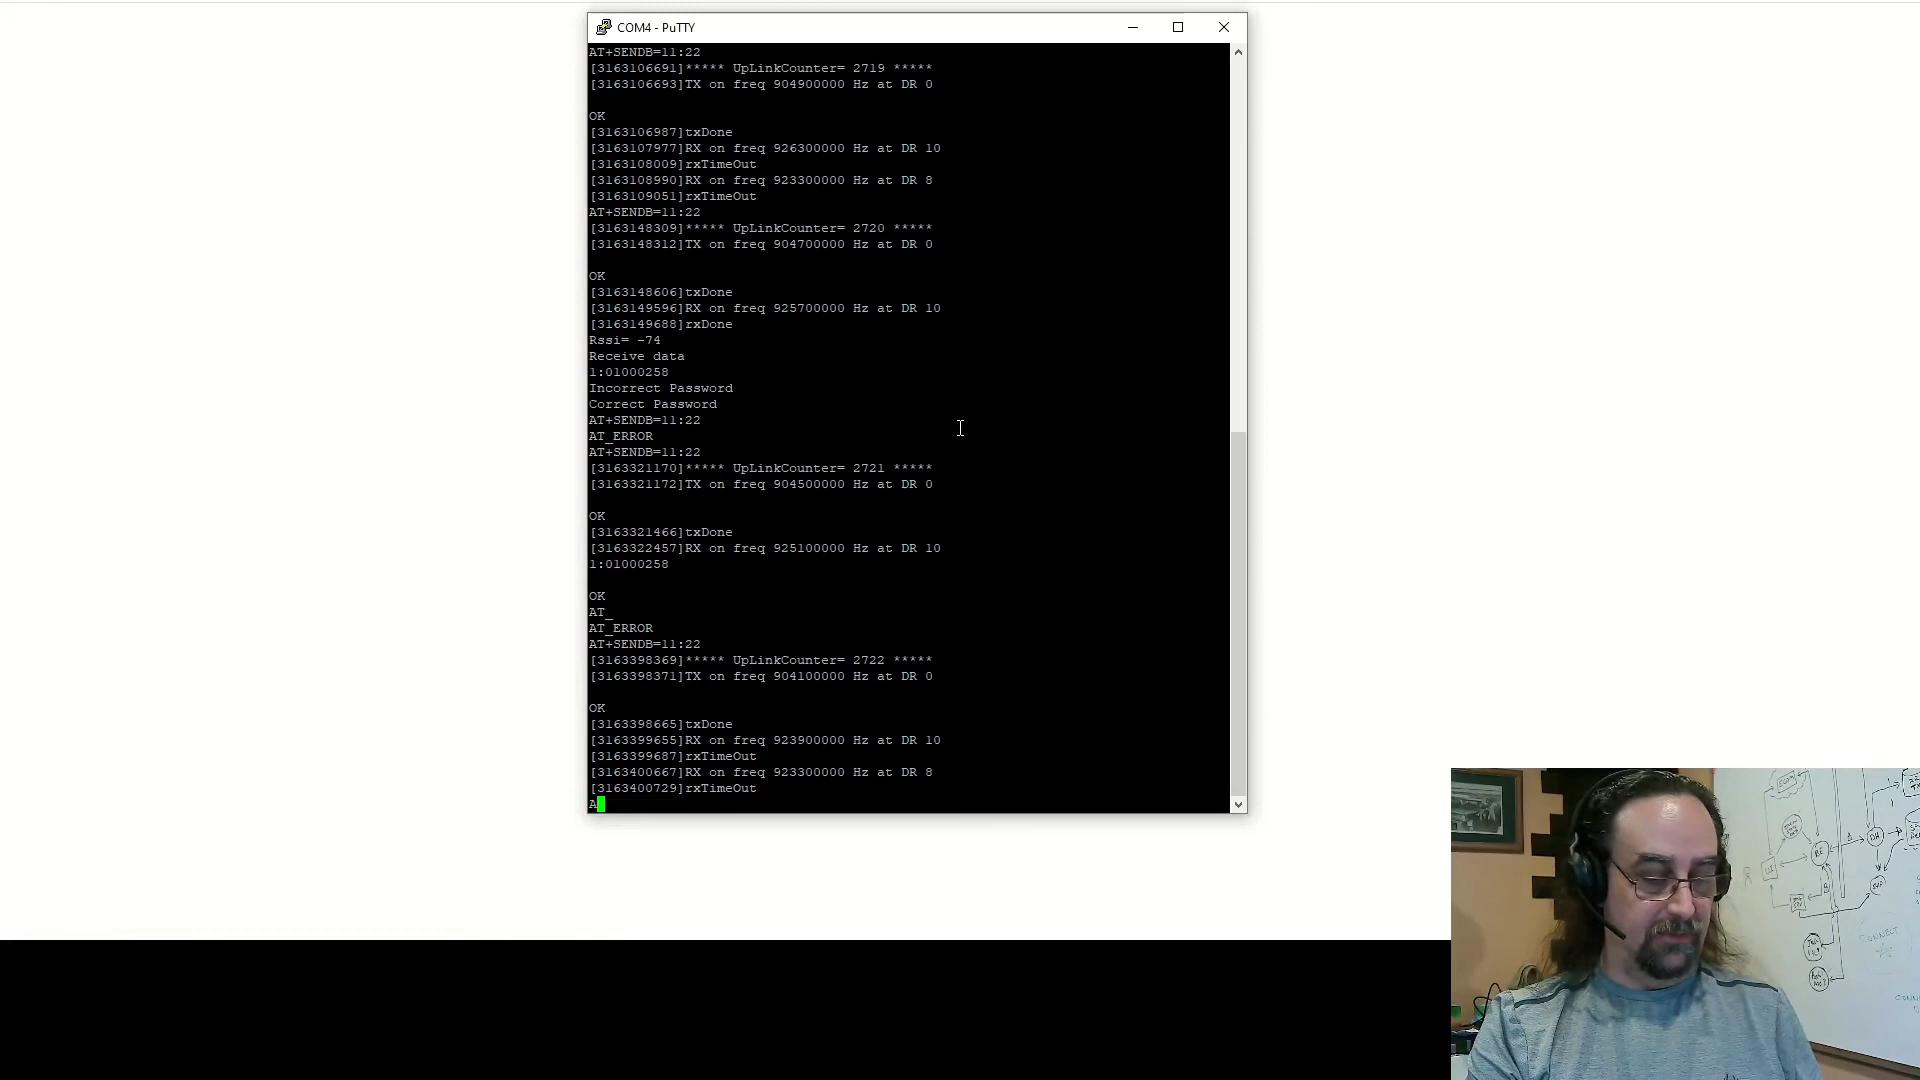 COM4 - PuTTY
AT+SENDB=11:22
[3163106691]***** UpLinkCounter= 2719 *****
[3163106693]TX on freq 904900000 Hz at DR 0
OK
[3163106987]txDone
[3163107977]RX on freq 926300000 Hz at DR 10
[3163108009]rxTimeOut
[3163108990]RX on freq 923300000 Hz at DR 8
[3163109051]rxTimeOut
AT+SENDB=11:22
[3163148309]***** UpLinkCounter= 2720 *****
[3163148312]TX on freq 904700000 Hz at DR 0
OK
[3163148606]txDone
[3163149596]RX on freq 925700000 Hz at DR 10
[3163149688]rxDone
Rssi= -74
Receive data
1:01000258
Incorrect Password
Correct Password
AT+SENDB=11:22
AT_ERROR
AT+SENDB=11:22
[3163321170]***** UpLinkCounter= 2721 *****
[3163321172]TX on freq 904500000 Hz at DR 0
OK
[3163321466]txDone
[3163322457]RX on freq 925100000 Hz at DR 10
1:01000258
OK
AT_
AT_ERROR
AT+SENDB=11:22
[3163398369]***** UpLinkCounter= 2722 *****
[3163398371]TX on freq 904100000 Hz at DR 0
OK
[3163398665]txDone
[3163399655]RX on freq 923900000 Hz at DR 10
[3163399687]rxTimeOut
[3163400667]RX on freq 923300000 Hz at DR 8
[3163400729]rxTimeOut
A
CONNECT